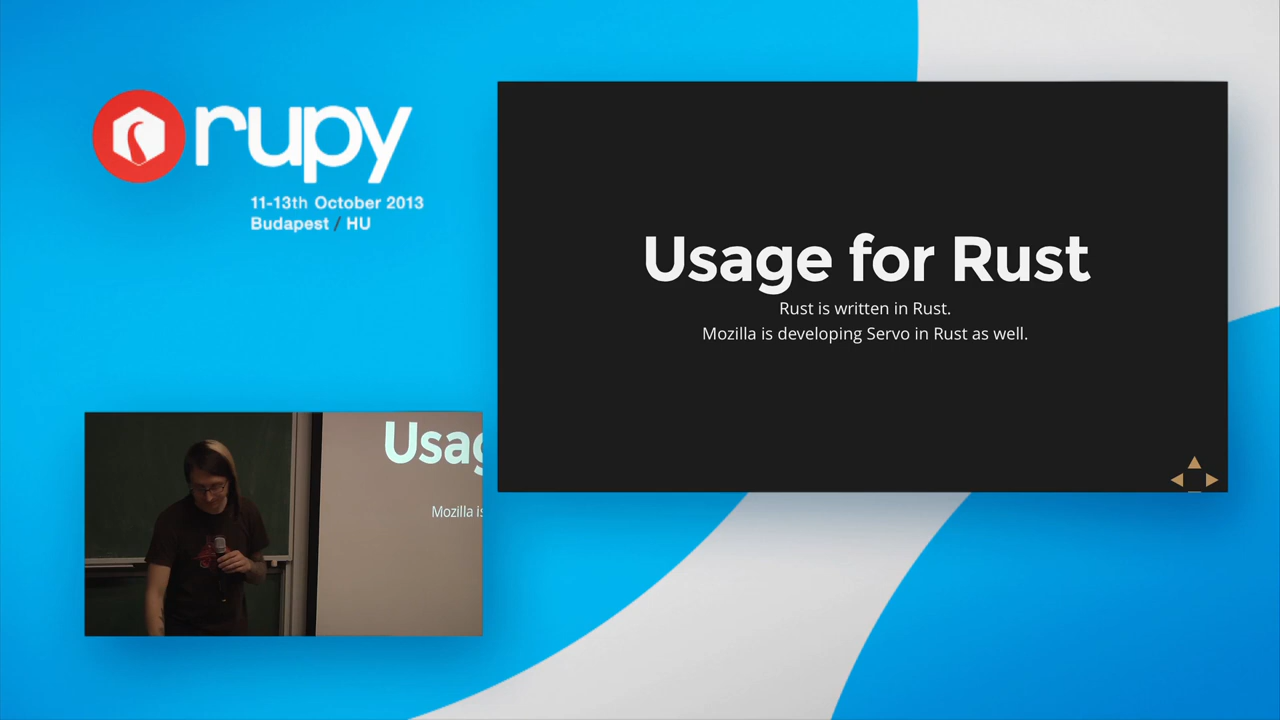 rupy
11-13th October 2013
Budapest / HU
Usage for Rust
Rust is written in Rust.
Mozilla is developing Servo in Rust as well.
Usag
Mozilla is